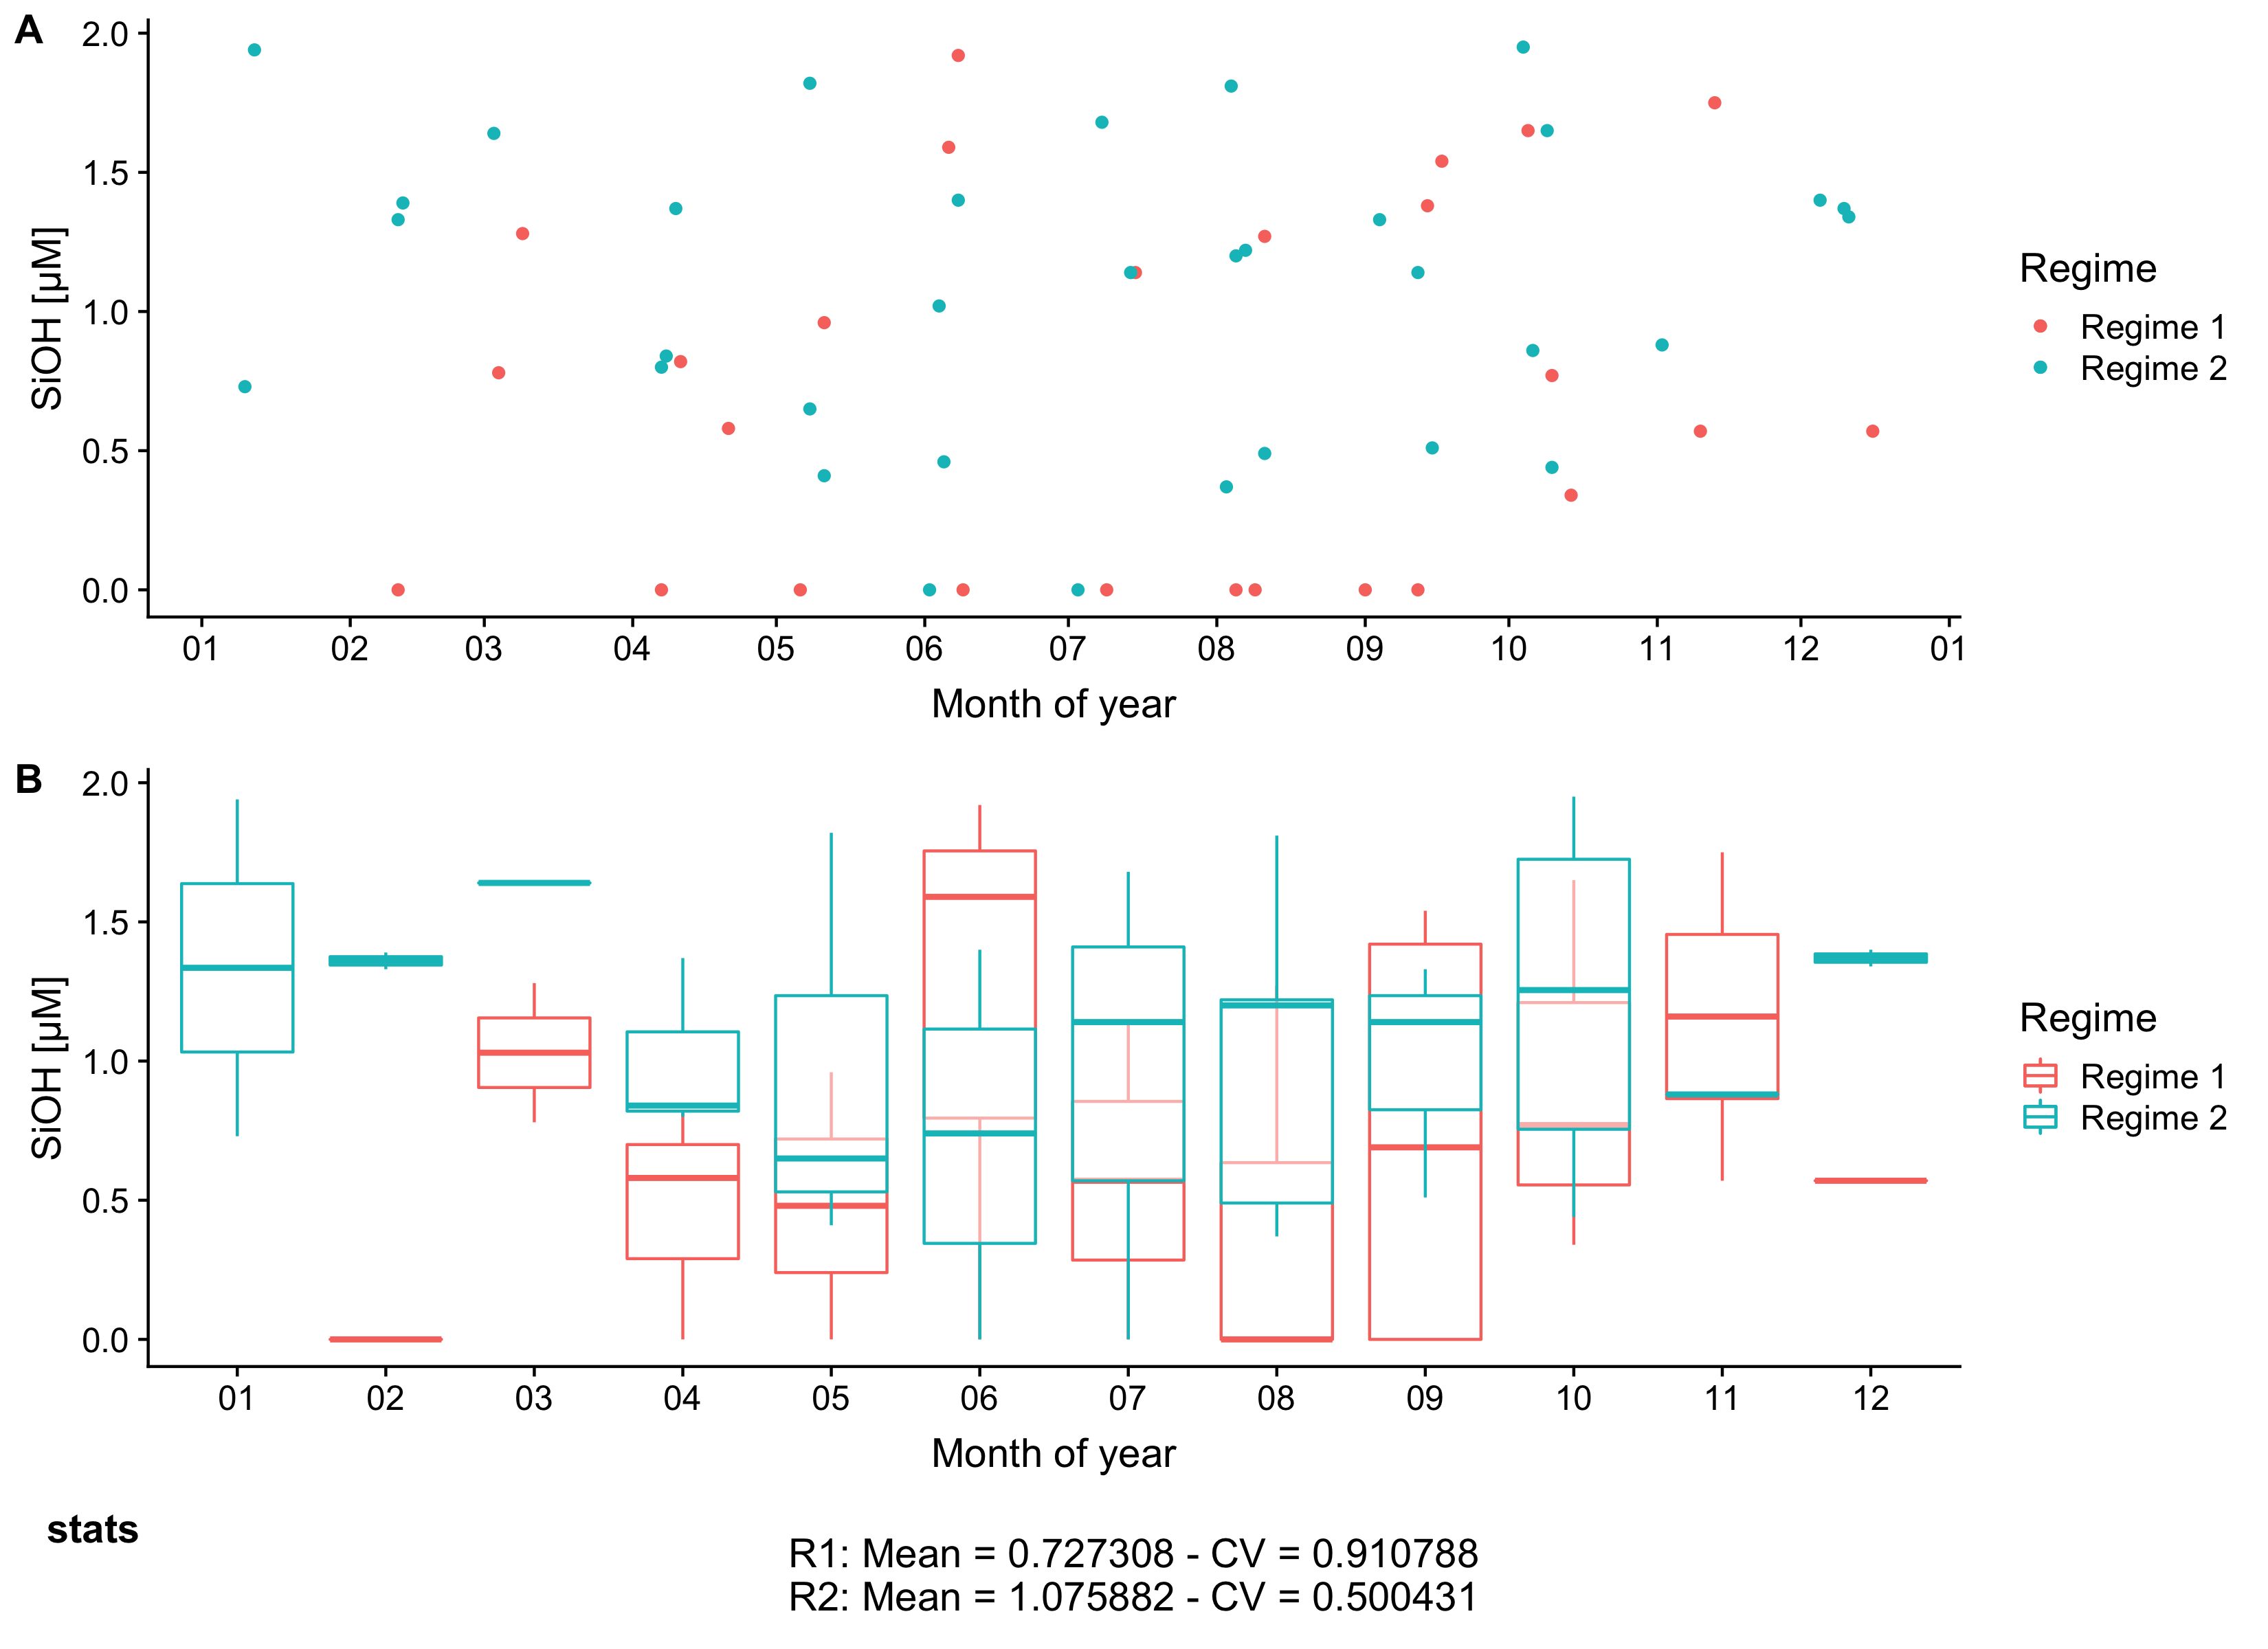 A
2.0
1.5
1.0
0.5
0.0
SiOH [µM]
01 02 03 04 05 06 07 08 09 10 11 12 01
Month of year
Regime
Regime 1
Regime 2
B
2.0
1.5
1.0
0.5
0.0
SiOH [µM]
01 02 03 04 05 06 07 08 09 10 11 12
Month of year
Regime
Regime 1
Regime 2
stats
R1: Mean = 0.727308 - CV = 0.910788
R2: Mean = 1.075882 - CV = 0.500431